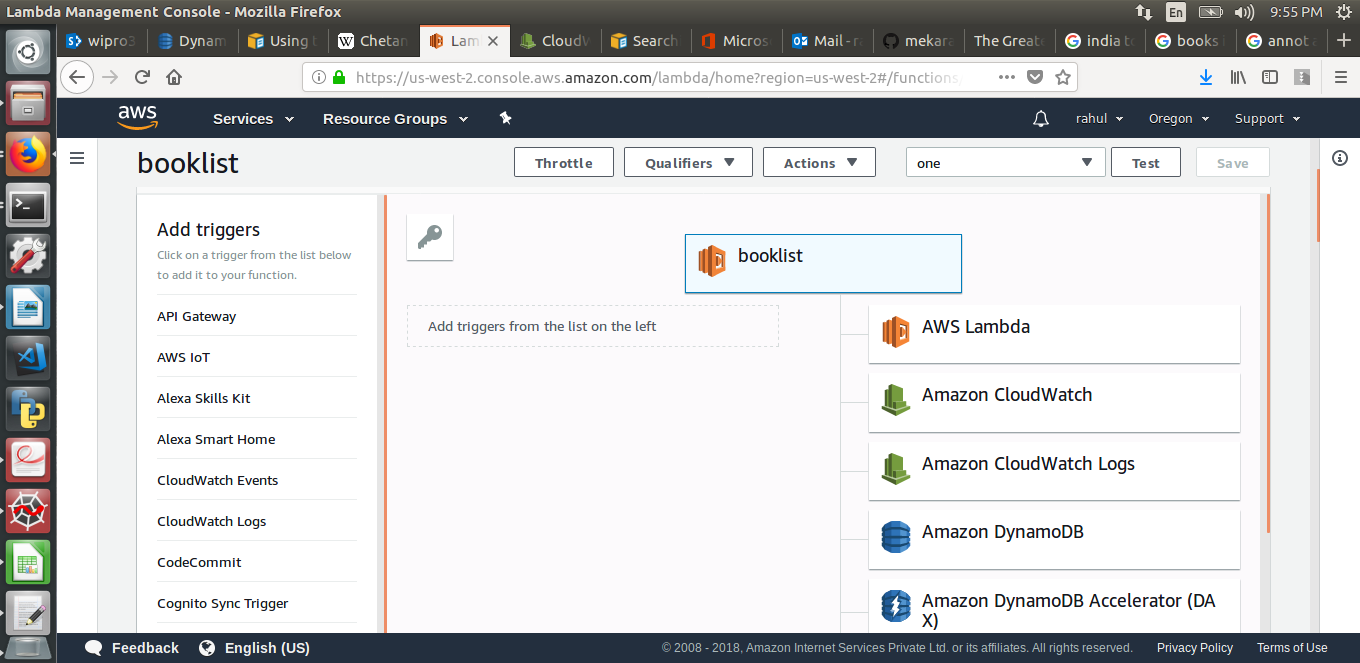 Lambda Management Console - Mozilla Firefox
En
9:55 PM
wipro3
Dynam
Using t
Chetan
Lam
CloudW
Search
Micros
Mail - r
mekara
The Great
india to
books
annot
https://us-west-2.console.aws.amazon.com/lambda/home?region=us-west-2#/functions
aws
Services
Resource Groups
rahul
Oregon
Support
booklist
Throttle
Qualifiers
Actions
one
Test
Save
Add triggers
Click on a trigger from the list below
to add it to your function.
API Gateway
AWS IoT
Alexa Skills Kit
Alexa Smart Home
CloudWatch Events
CloudWatch Logs
CodeCommit
Cognito Sync Trigger
booklist
Add triggers from the list on the left
AWS Lambda
Amazon CloudWatch
Amazon CloudWatch Logs
Amazon DynamoDB
Amazon DynamoDB Accelerator (DA
X)
Feedback
English (US)
© 2008 - 2018, Amazon Internet Services Private Ltd. or its affiliates. All rights reserved.
Privacy Policy
Terms of Use